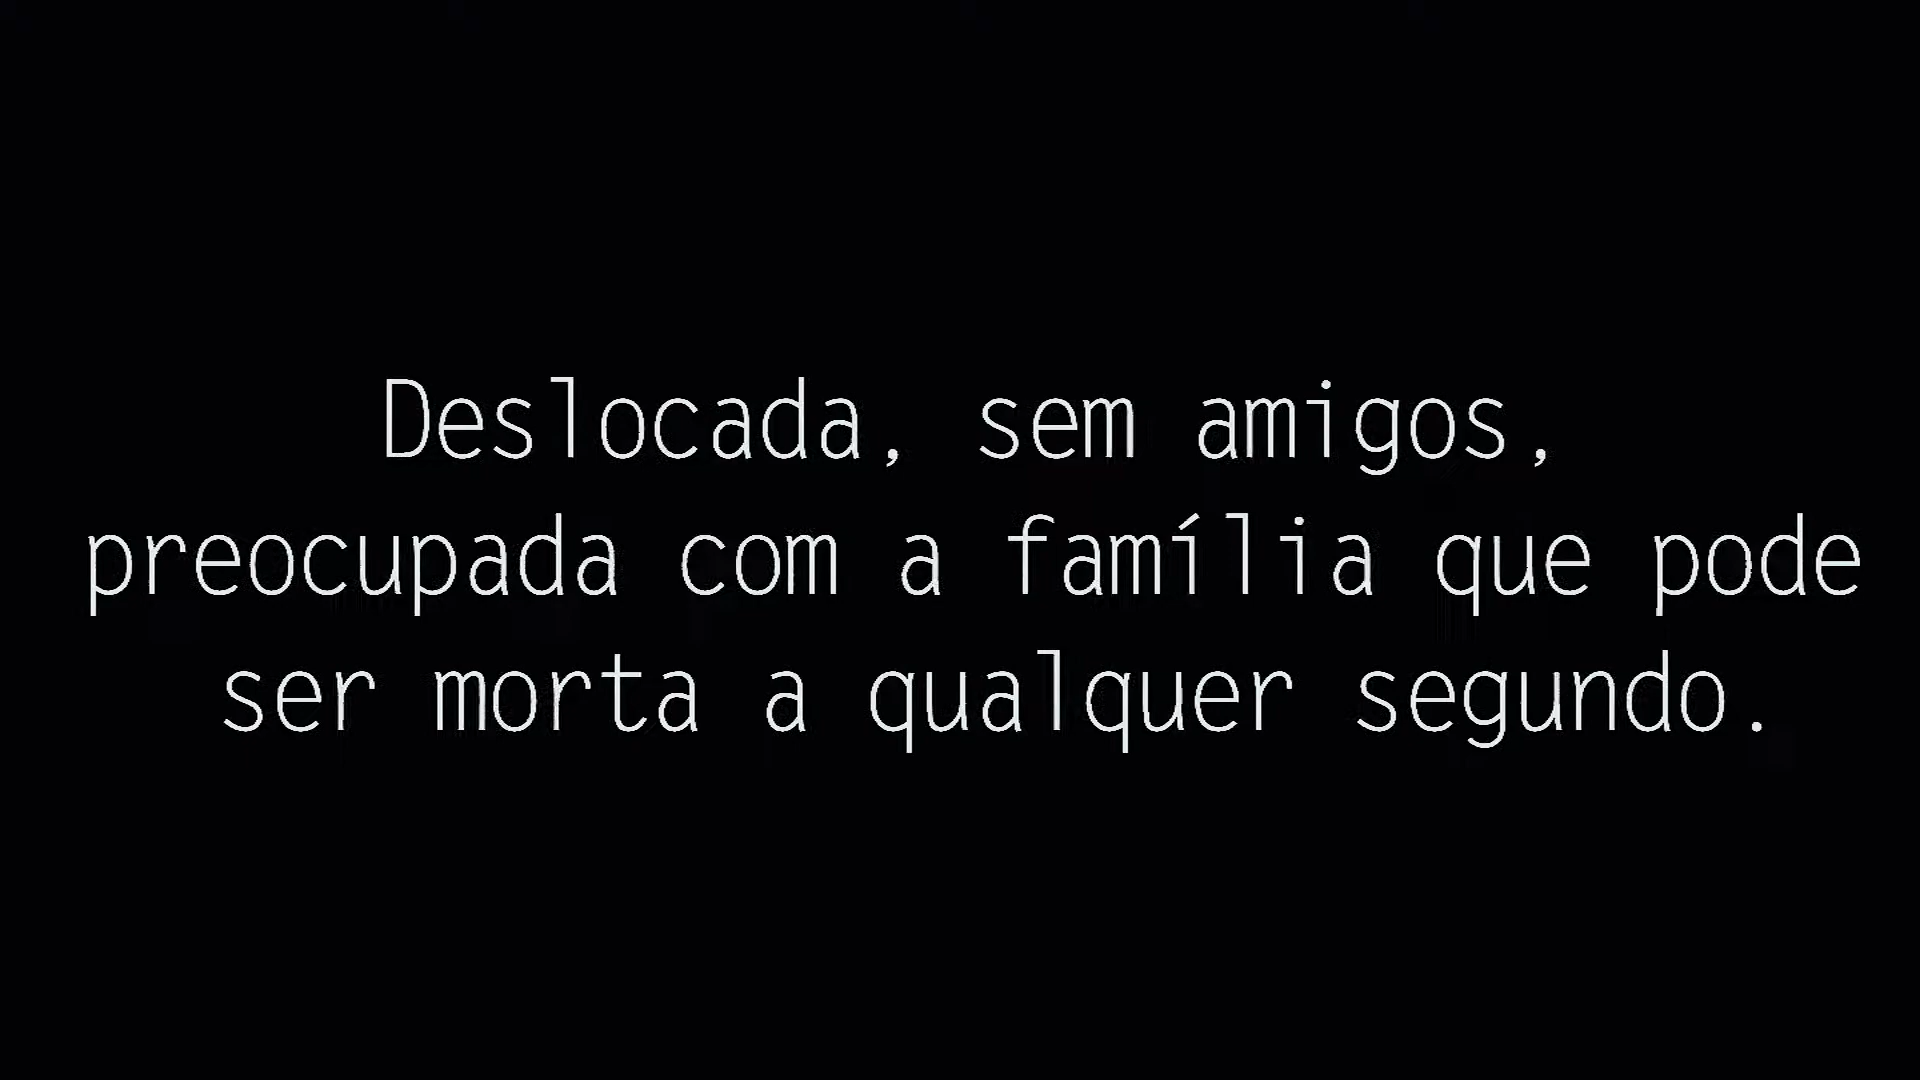 Deslocada, sem amigos,
preocupada com a família que pode
ser morta a qualquer segundo.